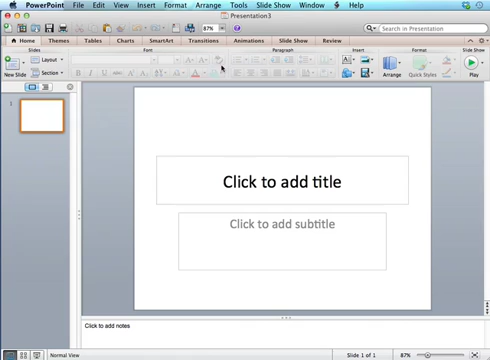 PowerPoint File Edit View Insert Format Arrange Tools Slide Show Window Help
Presentation3
87%
Search in Presentation
Home Themes Tables Charts SmartArt Transitions Animations Slide Show Review
Slides Font Paragraph Insert Format Slide Show
New Slide Layout Section Arrange Quick Styles Play
1
Click to add title
Click to add subtitle
Click to add notes
Normal View Slide 1 of 1 87%